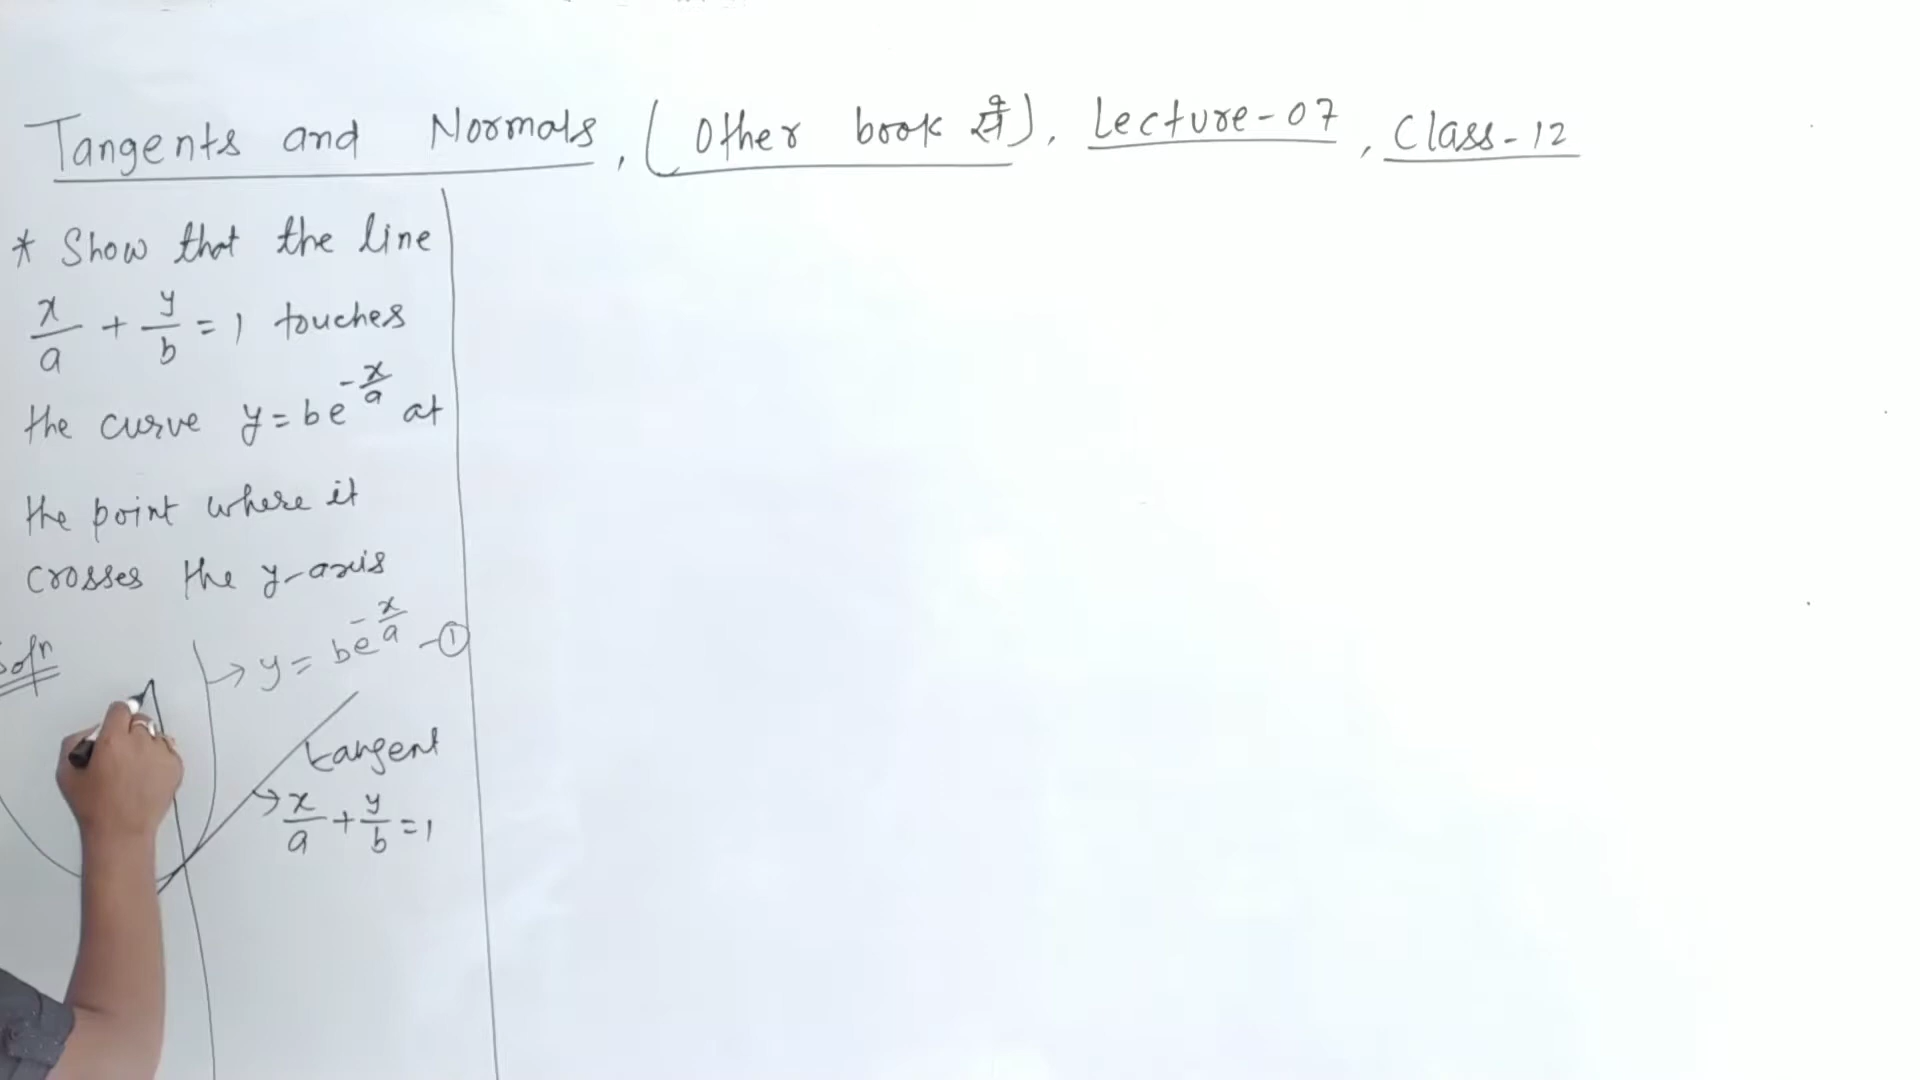 Tangents and Normals, (Other book से), Lecture-07, Class-12
* Show that the line
x/a + y/b = 1 touches
the curve y = be^(-x/a) at
the point where it
crosses the y-axis
Soln
→ y = be^(-x/a) -①
tangent
→ x/a + y/b = 1